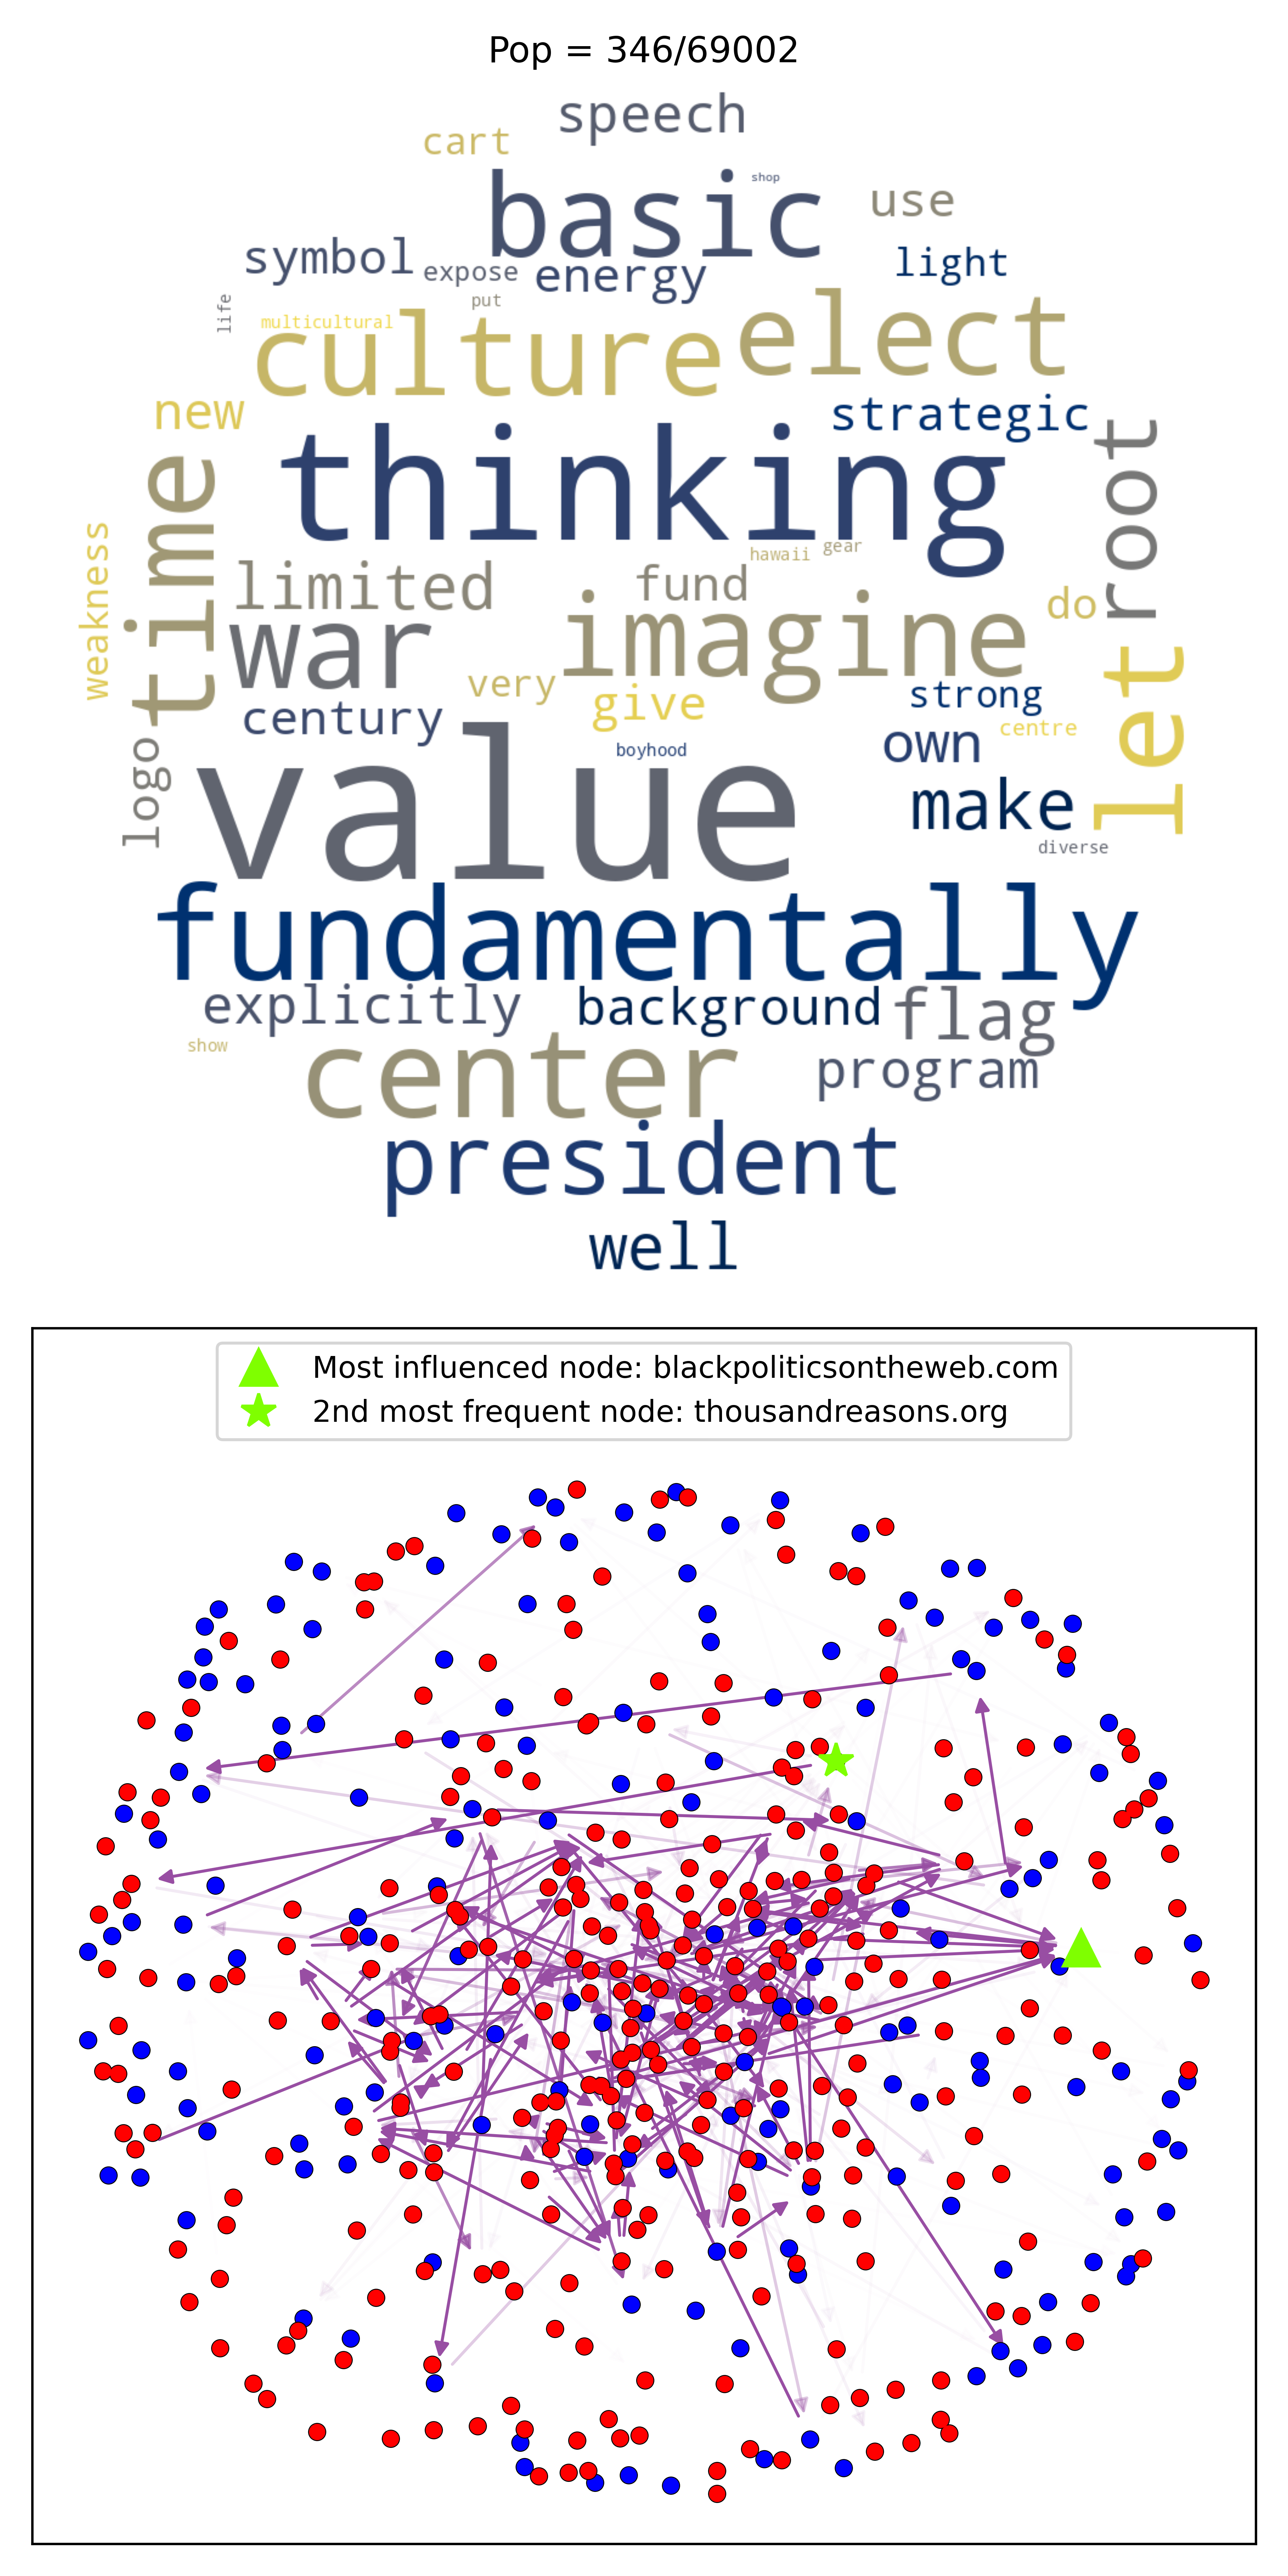 Pop = 346/69002
speech
cart
shop
basic
use
symbol
expose
energy
light
life
put
multicultural
culture
elect
new
strategic
thinking
root
time
weakness
hawaii
gear
limited
fund
do
imagine
war
let
very
give
strong
century
centre
own
boyhood
logo
value
make
diverse
fundamentally
explicitly
background
flag
show
center
program
president
well
Most influenced node: blackpoliticsontheweb.com
2nd most frequent node: thousandreasons.org